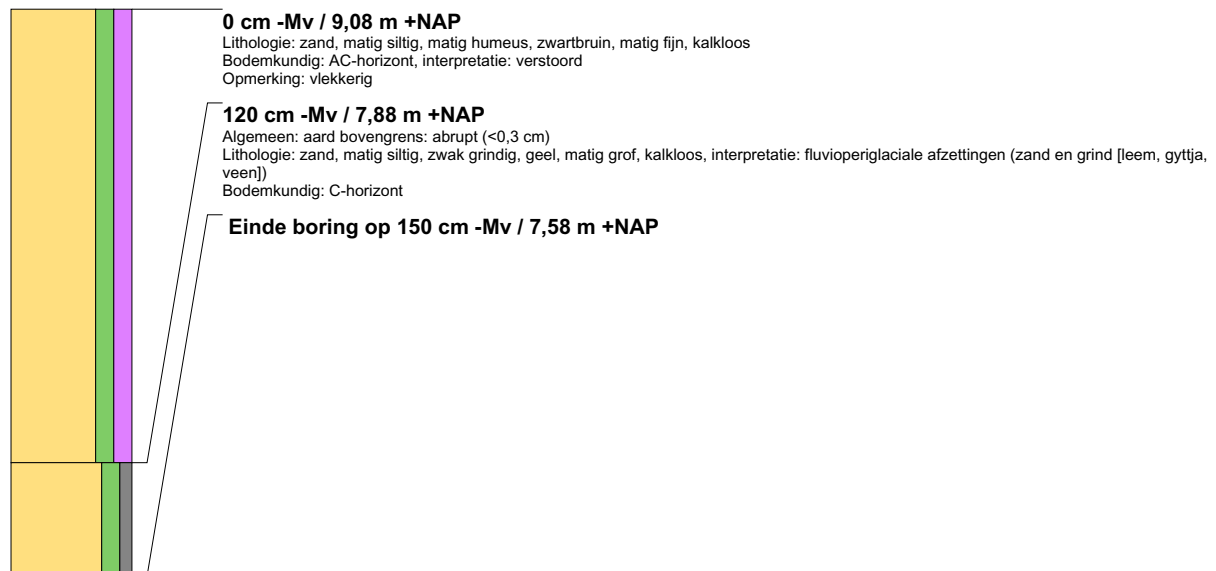 0 cm -Mv / 9,08 m +NAP
Lithologie: zand, matig siltig, matig humeus, zwartbruin, matig fijn, kalkloos
Bodemkundig: AC-horizont, interpretatie: verstoord
Opmerking: vlekkerig
120 cm -Mv / 7,88 m +NAP
Algemeen: aard bovengrens: abrupt (<0,3 cm)
Lithologie: zand, matig siltig, zwak grindig, geel, matig grof, kalkloos, interpretatie: fluvioperiglaciale afzettingen (zand en grind [leem, gyttja,
veen])
Bodemkundig: C-horizont
Einde boring op 150 cm -Mv / 7,58 m +NAP